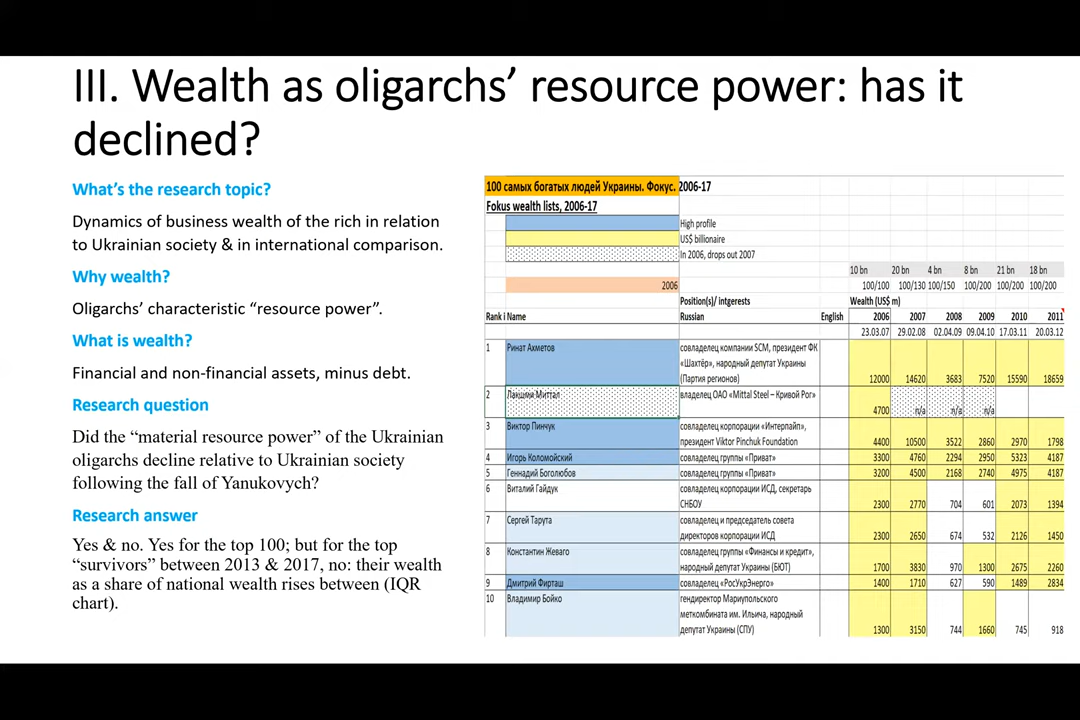 III. Wealth as oligarchs’ resource power: has it
declined?
What’s the research topic?
Dynamics of business wealth of the rich in relation
to Ukrainian society & in international comparison.
Why wealth?
Oligarchs’ characteristic “resource power”.
What is wealth?
Financial and non-financial assets, minus debt.
Research question
Did the “material resource power” of the Ukrainian
oligarchs decline relative to Ukrainian society
following the fall of Yanukovych?
Research answer
Yes & no. Yes for the top 100; but for the top
“survivors” between 2013 & 2017, no: their wealth
as a share of national wealth rises between (IQR
chart).
100 самых богатых людей Украины. Фокус. 2006-17
Fokus wealth lists, 2006-17
High profile
US$ billionaire
In 2006, drops out 2007
10 bn 20 bn 4 bn 8 bn 21 bn 18 bn
2006 100/100 100/130 100/150 100/200 100/200 100/200
Position(s)/ intgerests Wealth (US$ m)
Rank i Name Russian English 2006 2007 2008 2009 2010 2011
23.03.07 29.02.08 02.04.09 09.04.10 17.03.11 20.03.12
1 Ринат Ахметов совладелец компании SCM, президент ФК
«Шахтёр», народный депутат Украины
(Партия регионов) 12000 14620 3683 7520 15590 18659
2 Лакшми Миттал владелец ОАО «Mittal Steel – Кривой Рог»
4700 n/a n/a n/a
3 Виктор Пинчук совладелец корпорации «Интерпайп»,
президент Viktor Pinchuk Foundation 4400 10500 3522 2860 2970 1798
4 Игорь Коломойский совладелец группы «Приват» 3300 4760 2294 2950 5323 4187
5 Геннадий Боголюбов совладелец группы «Приват» 3200 4500 2168 2740 4975 4187
6 Виталий Гайдук совладелец корпорации ИСД, секретарь
СНБОУ 2300 2770 704 601 2073 1394
7 Сергей Тарута совладелец и председатель совета
директоров корпорации ИСД 2300 2650 674 532 2126 1450
8 Константин Жеваго совладелец группы «Финансы и кредит»,
народный депутат Украины (БЮТ) 1700 3830 970 1300 2675 2260
9 Дмитрий Фирташ совладелец «РосУкрЭнерго» 1400 1710 627 590 1489 2834
10 Владимир Бойко гендиректор Мариупольского
меткомбината им. Ильича, народный
депутат Украины (СПУ) 1300 3150 744 1660 745 918